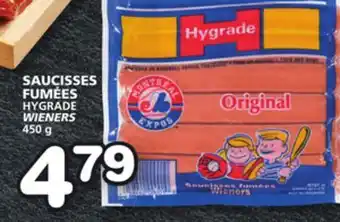 SAUCISSES
FUMÉES
HYGRADE
WIENERS
450 g
4 79
Hygrade
MONTREAL
EXPOS
Original
Saucisses fumées
Wieners